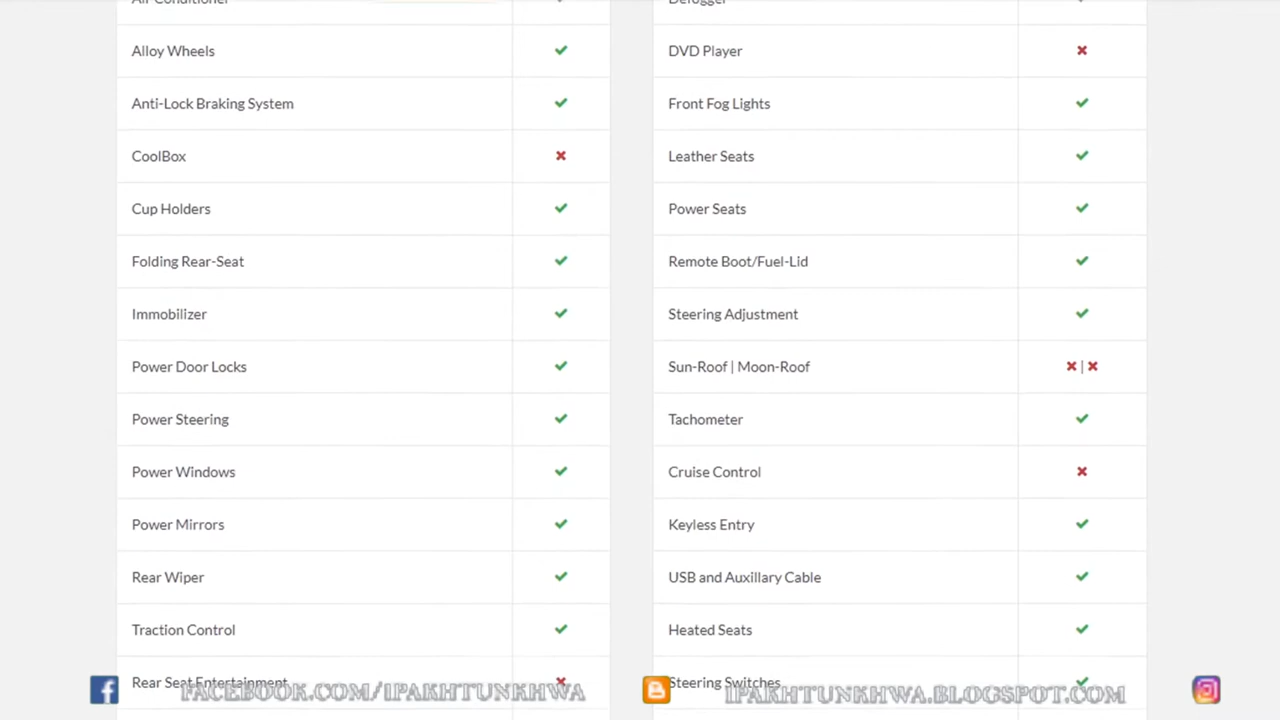 Air Conditioner
Defogger
Alloy Wheels
DVD Player
Anti-Lock Braking System
Front Fog Lights
CoolBox
Leather Seats
Cup Holders
Power Seats
Folding Rear-Seat
Remote Boot/Fuel-Lid
Immobilizer
Steering Adjustment
Power Door Locks
Sun-Roof | Moon-Roof
|
Power Steering
Tachometer
Power Windows
Cruise Control
Power Mirrors
Keyless Entry
Rear Wiper
USB and Auxillary Cable
Traction Control
Heated Seats
Rear Seat Entertainment
Steering Switches
FACEBOOK.COM/IPAKHTUNKHWA
IPAKHTUNKHWA.BLOGSPOT.COM